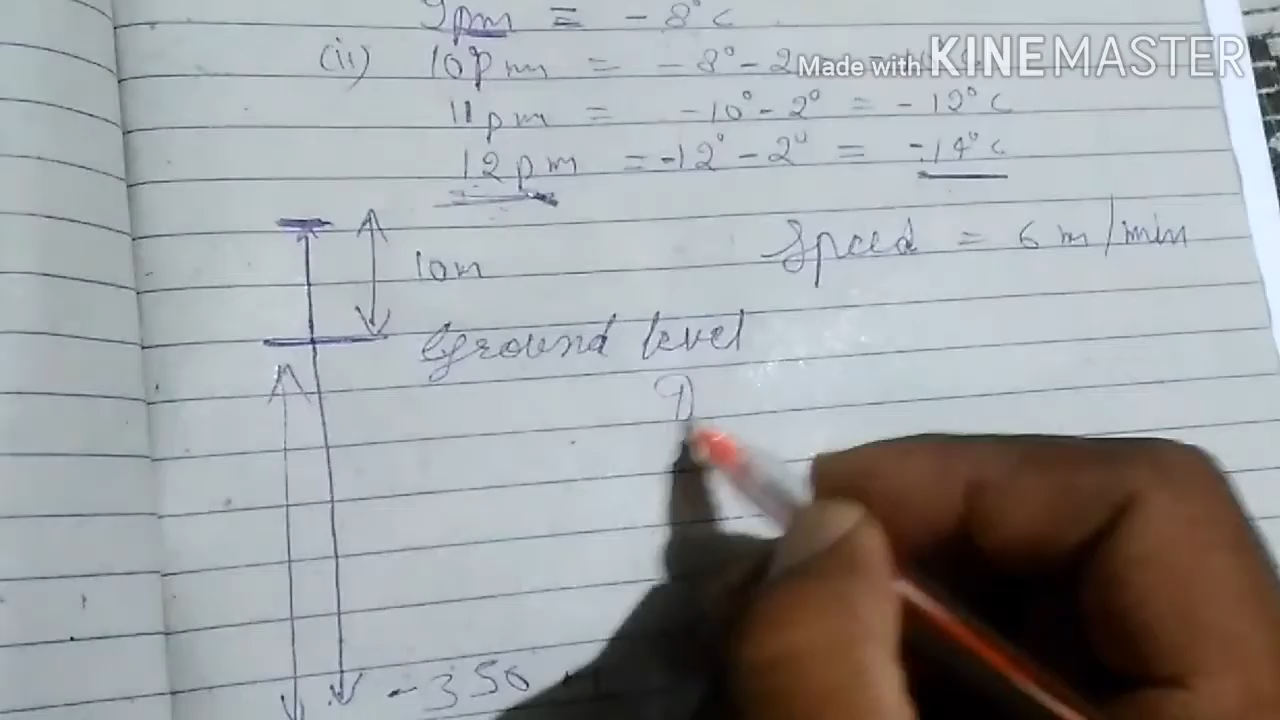 9pm = -8°C
(ii) 10pm = -8° - 2
Made with KINEMASTER
11pm = -10° - 2° = -12°C
12pm = -12° - 2° = -14°C
Speed = 6 m/min
10m
Ground level
D
-350